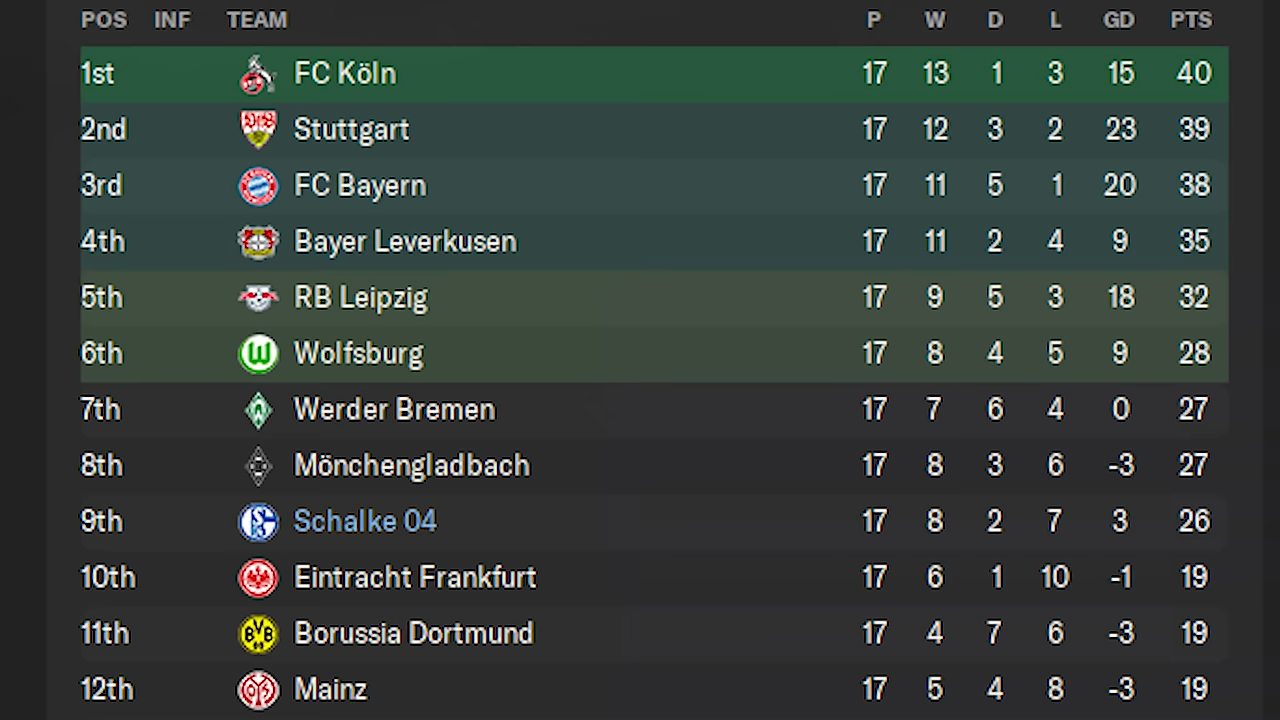 POS INF TEAM P W D L GD PTS
1st FC Köln 17 13 1 3 15 40
2nd Stuttgart 17 12 3 2 23 39
3rd FC Bayern 17 11 5 1 20 38
4th Bayer Leverkusen 17 11 2 4 9 35
5th RB Leipzig 17 9 5 3 18 32
6th Wolfsburg 17 8 4 5 9 28
7th Werder Bremen 17 7 6 4 0 27
8th Mönchengladbach 17 8 3 6 -3 27
9th Schalke 04 17 8 2 7 3 26
10th Eintracht Frankfurt 17 6 1 10 -1 19
11th BVB 09 Borussia Dortmund 17 4 7 6 -3 19
12th Mainz 17 5 4 8 -3 19